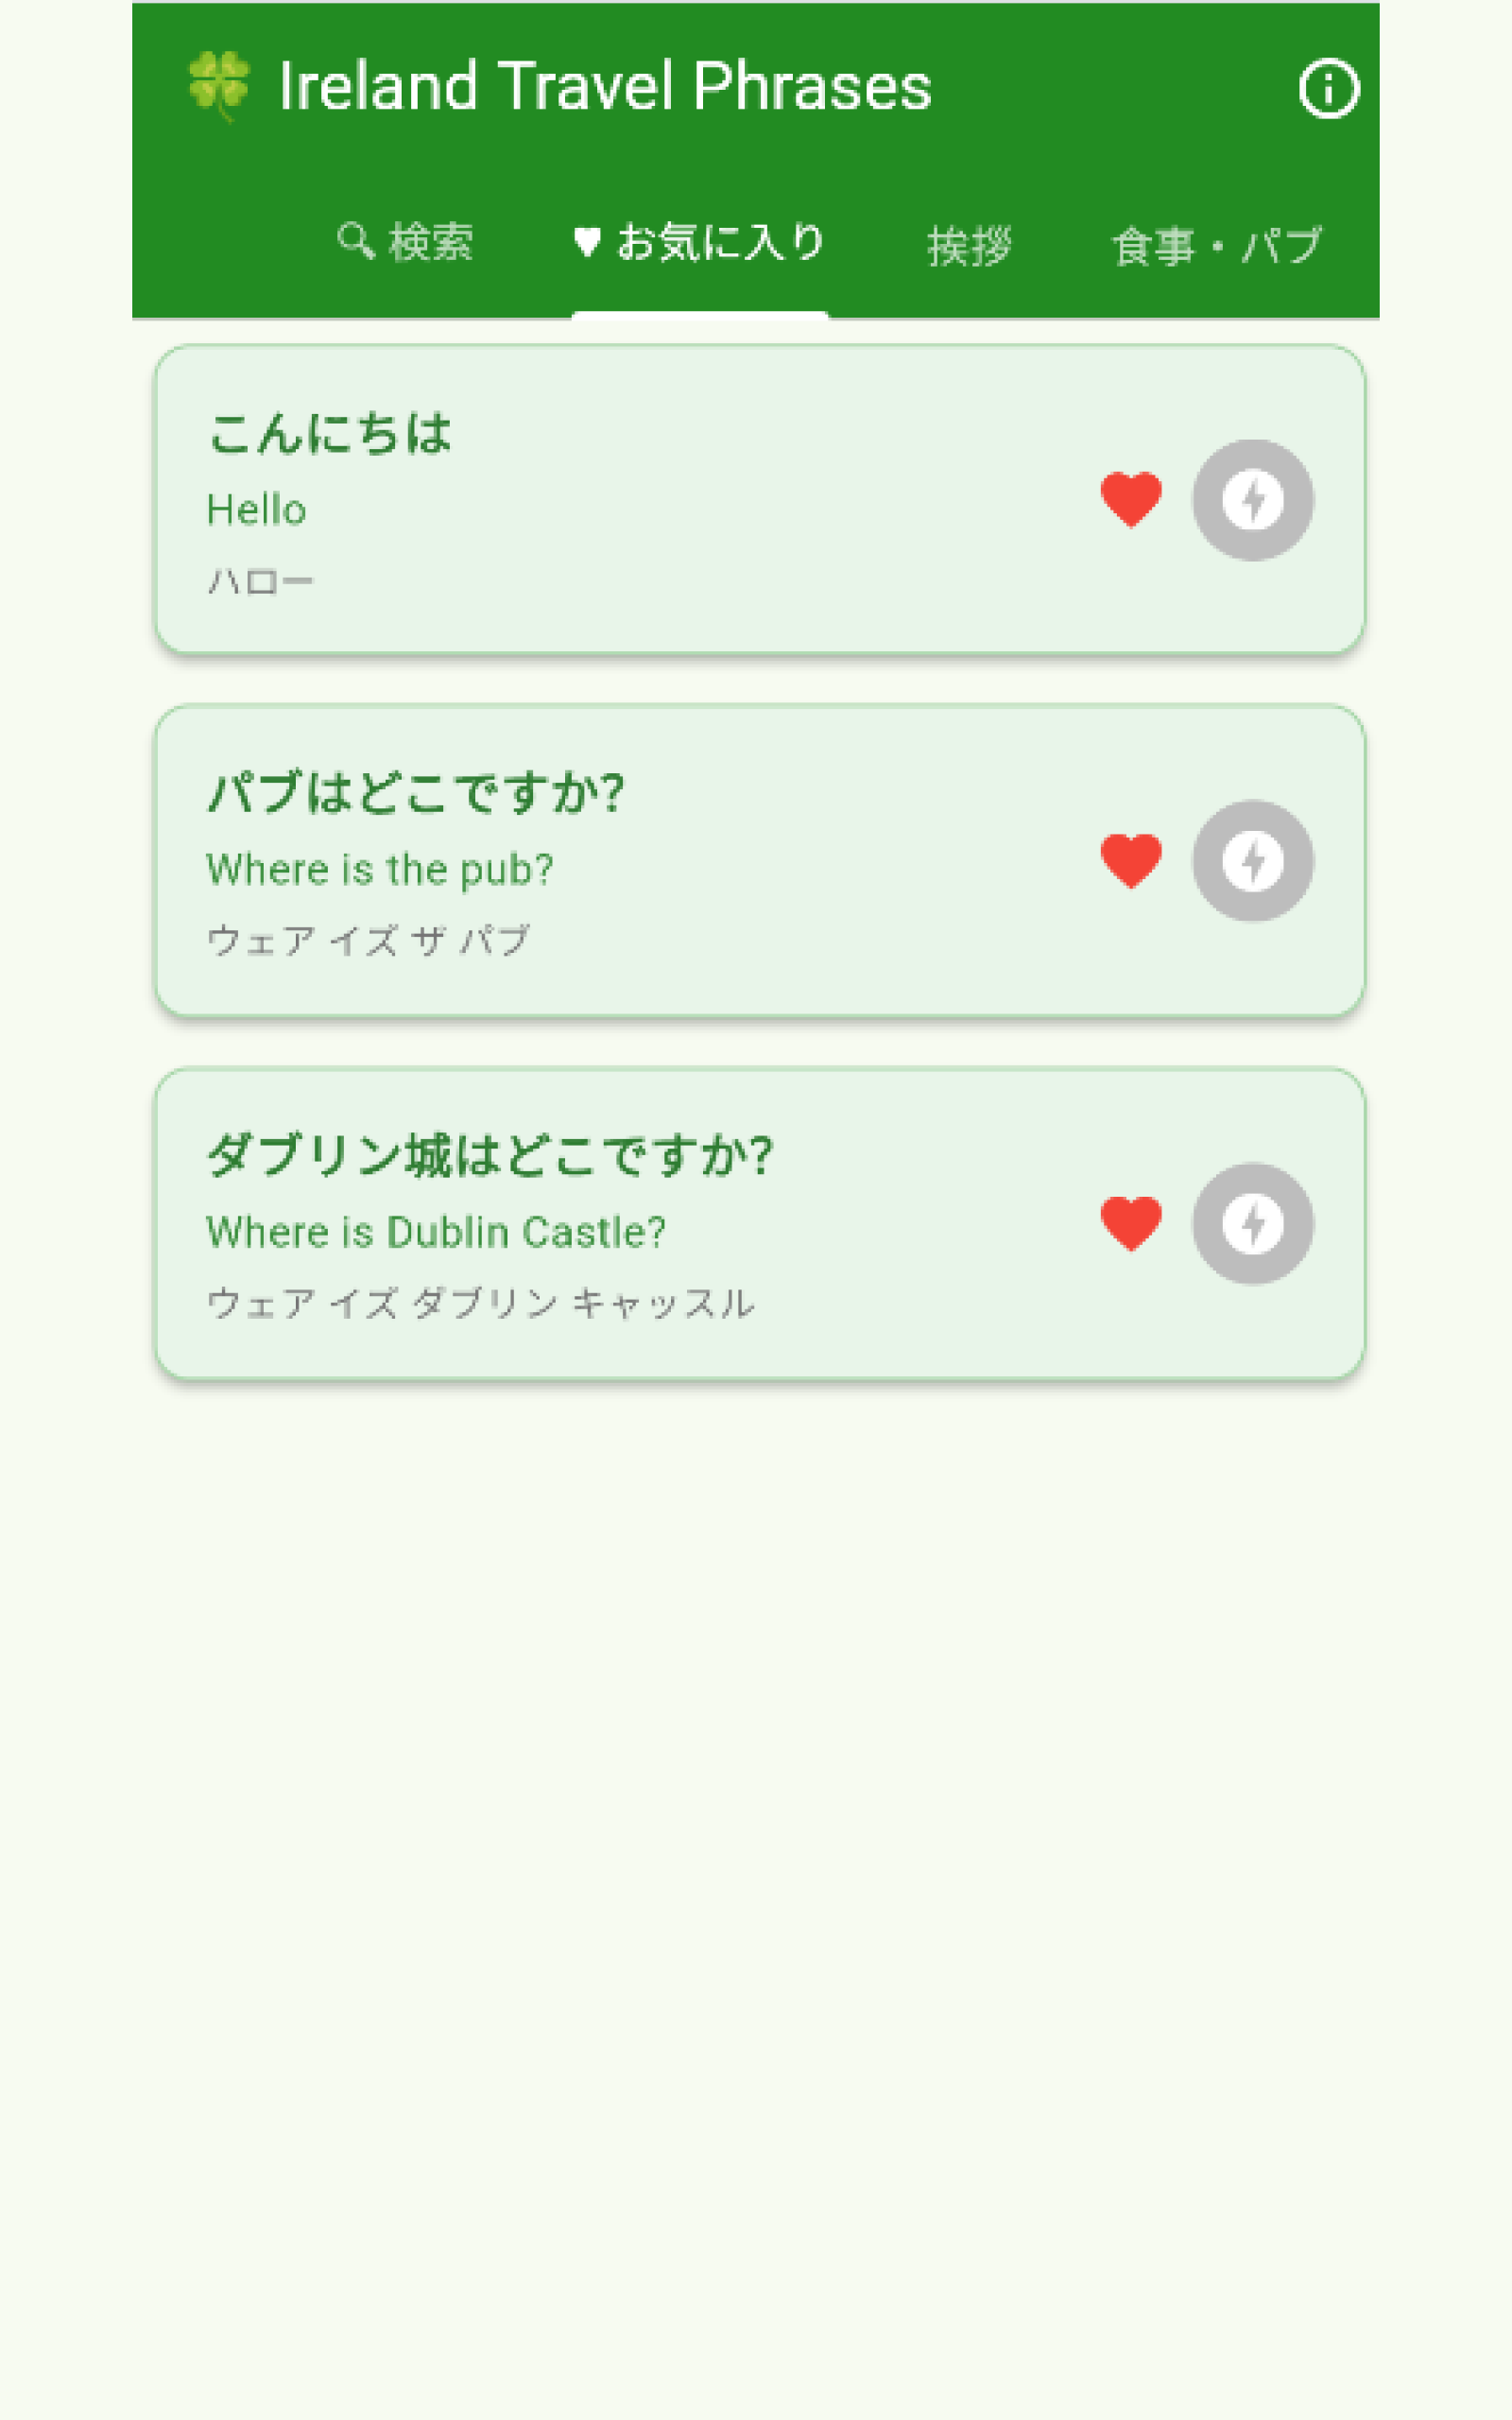 Ireland Travel Phrases
検索 お気に入り 挨拶 食事・パブ
こんにちは
Hello
ハロー
パブはどこですか?
Where is the pub?
ウェア イズ ザ パブ
ダブリン城はどこですか?
Where is Dublin Castle?
ウェア イズ ダブリン キャッスル